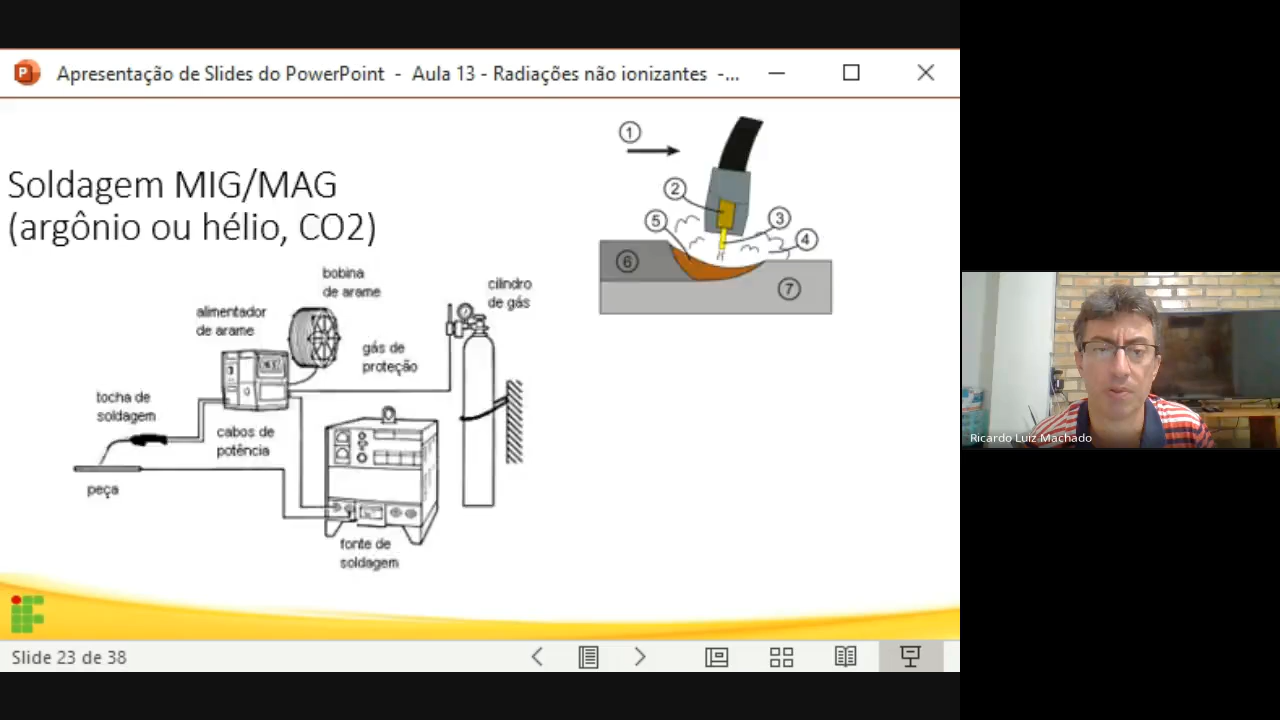 Apresentação de Slides do PowerPoint - Aula 13 - Radiações não ionizantes -...
Soldagem MIG/MAG
(argônio ou hélio, CO2)
1
2
3
5
4
6
7
bobina
de arame
cilindro
de gás
alimentador
de arame
gás de
proteção
tocha de
soldagem
cabos de
potência
peça
fonte de
soldagem
Ricardo Luiz Machado
Slide 23 de 38